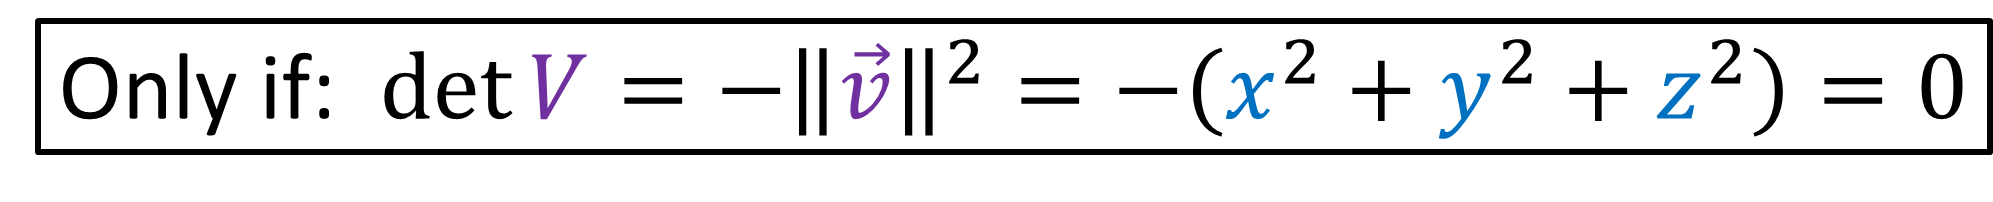 Only if: det V = −‖v⃗‖² = −(x² + y² + z²) = 0